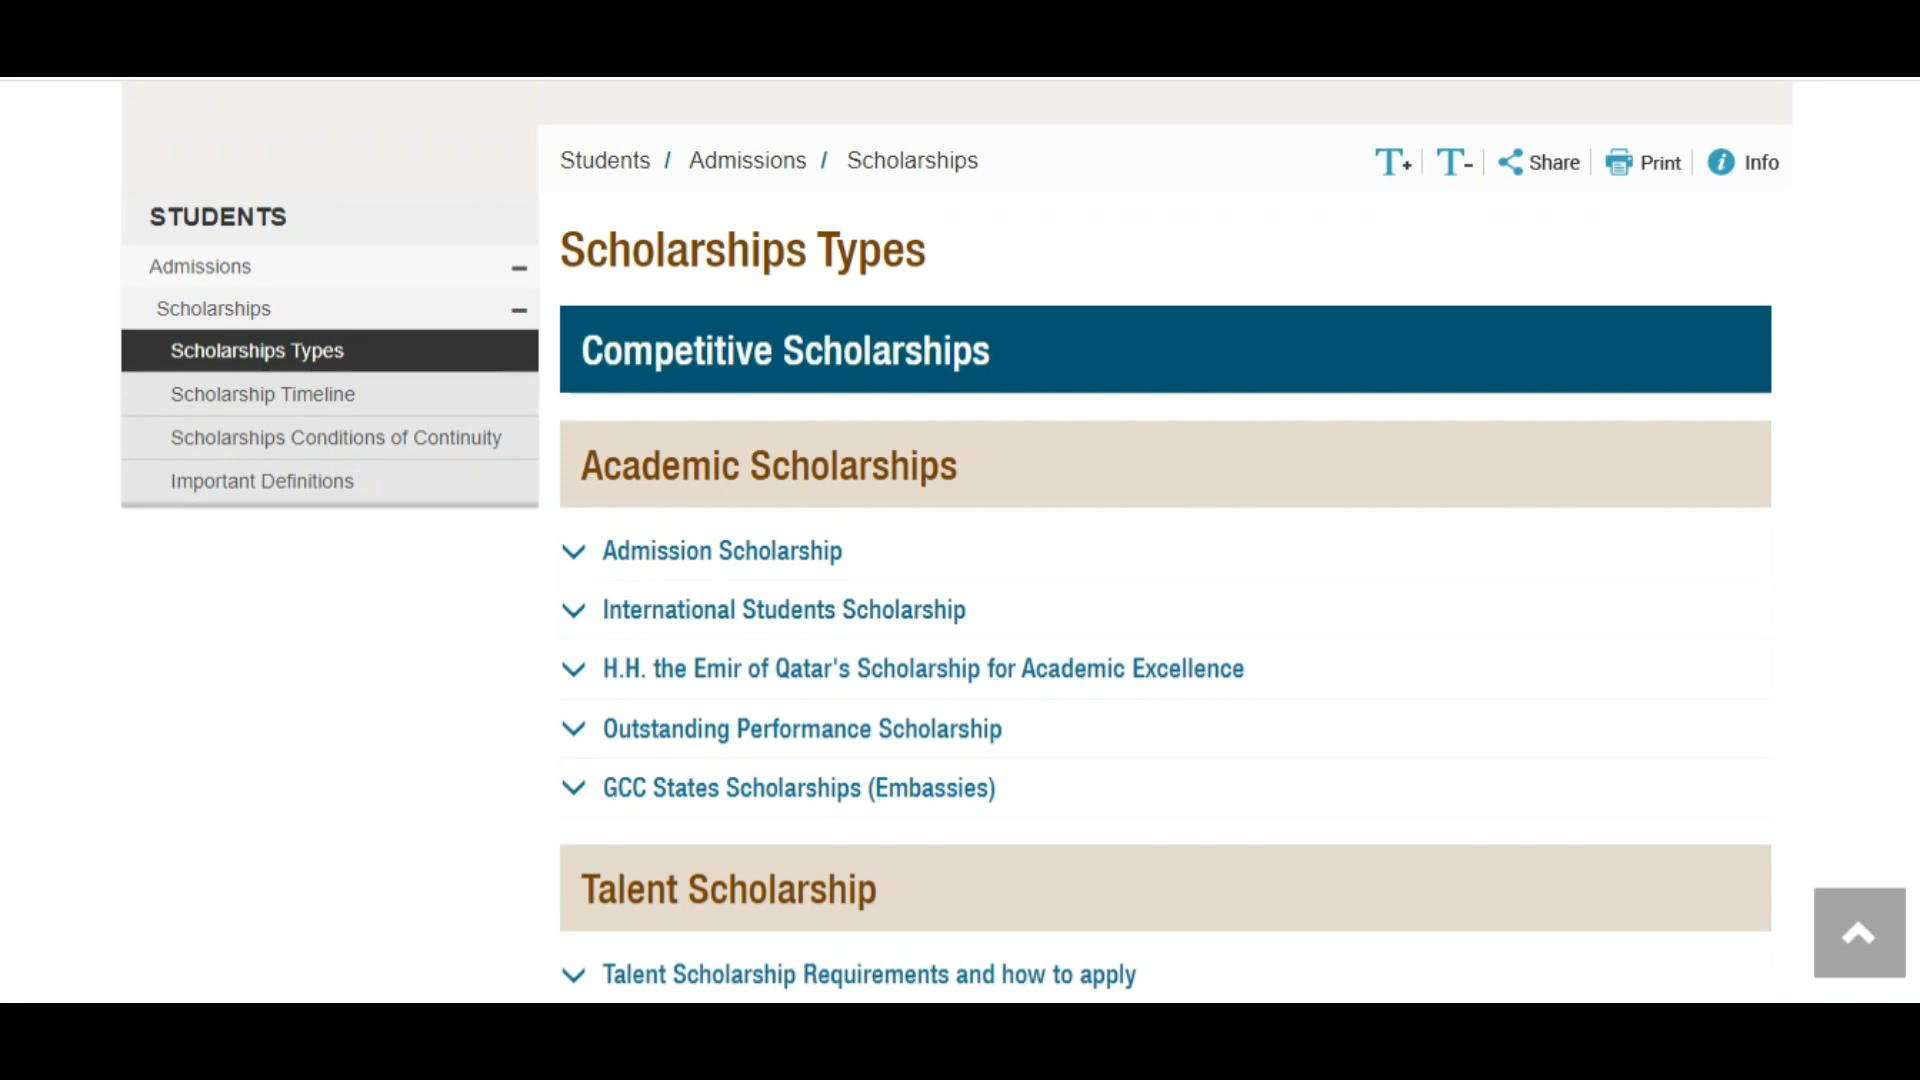 Students / Admissions / Scholarships
T+ T- Share Print Info
STUDENTS
Admissions
Scholarships
Scholarships Types
Scholarship Timeline
Scholarships Conditions of Continuity
Important Definitions
Scholarships Types
Competitive Scholarships
Academic Scholarships
Admission Scholarship
International Students Scholarship
H.H. the Emir of Qatar's Scholarship for Academic Excellence
Outstanding Performance Scholarship
GCC States Scholarships (Embassies)
Talent Scholarship
Talent Scholarship Requirements and how to apply